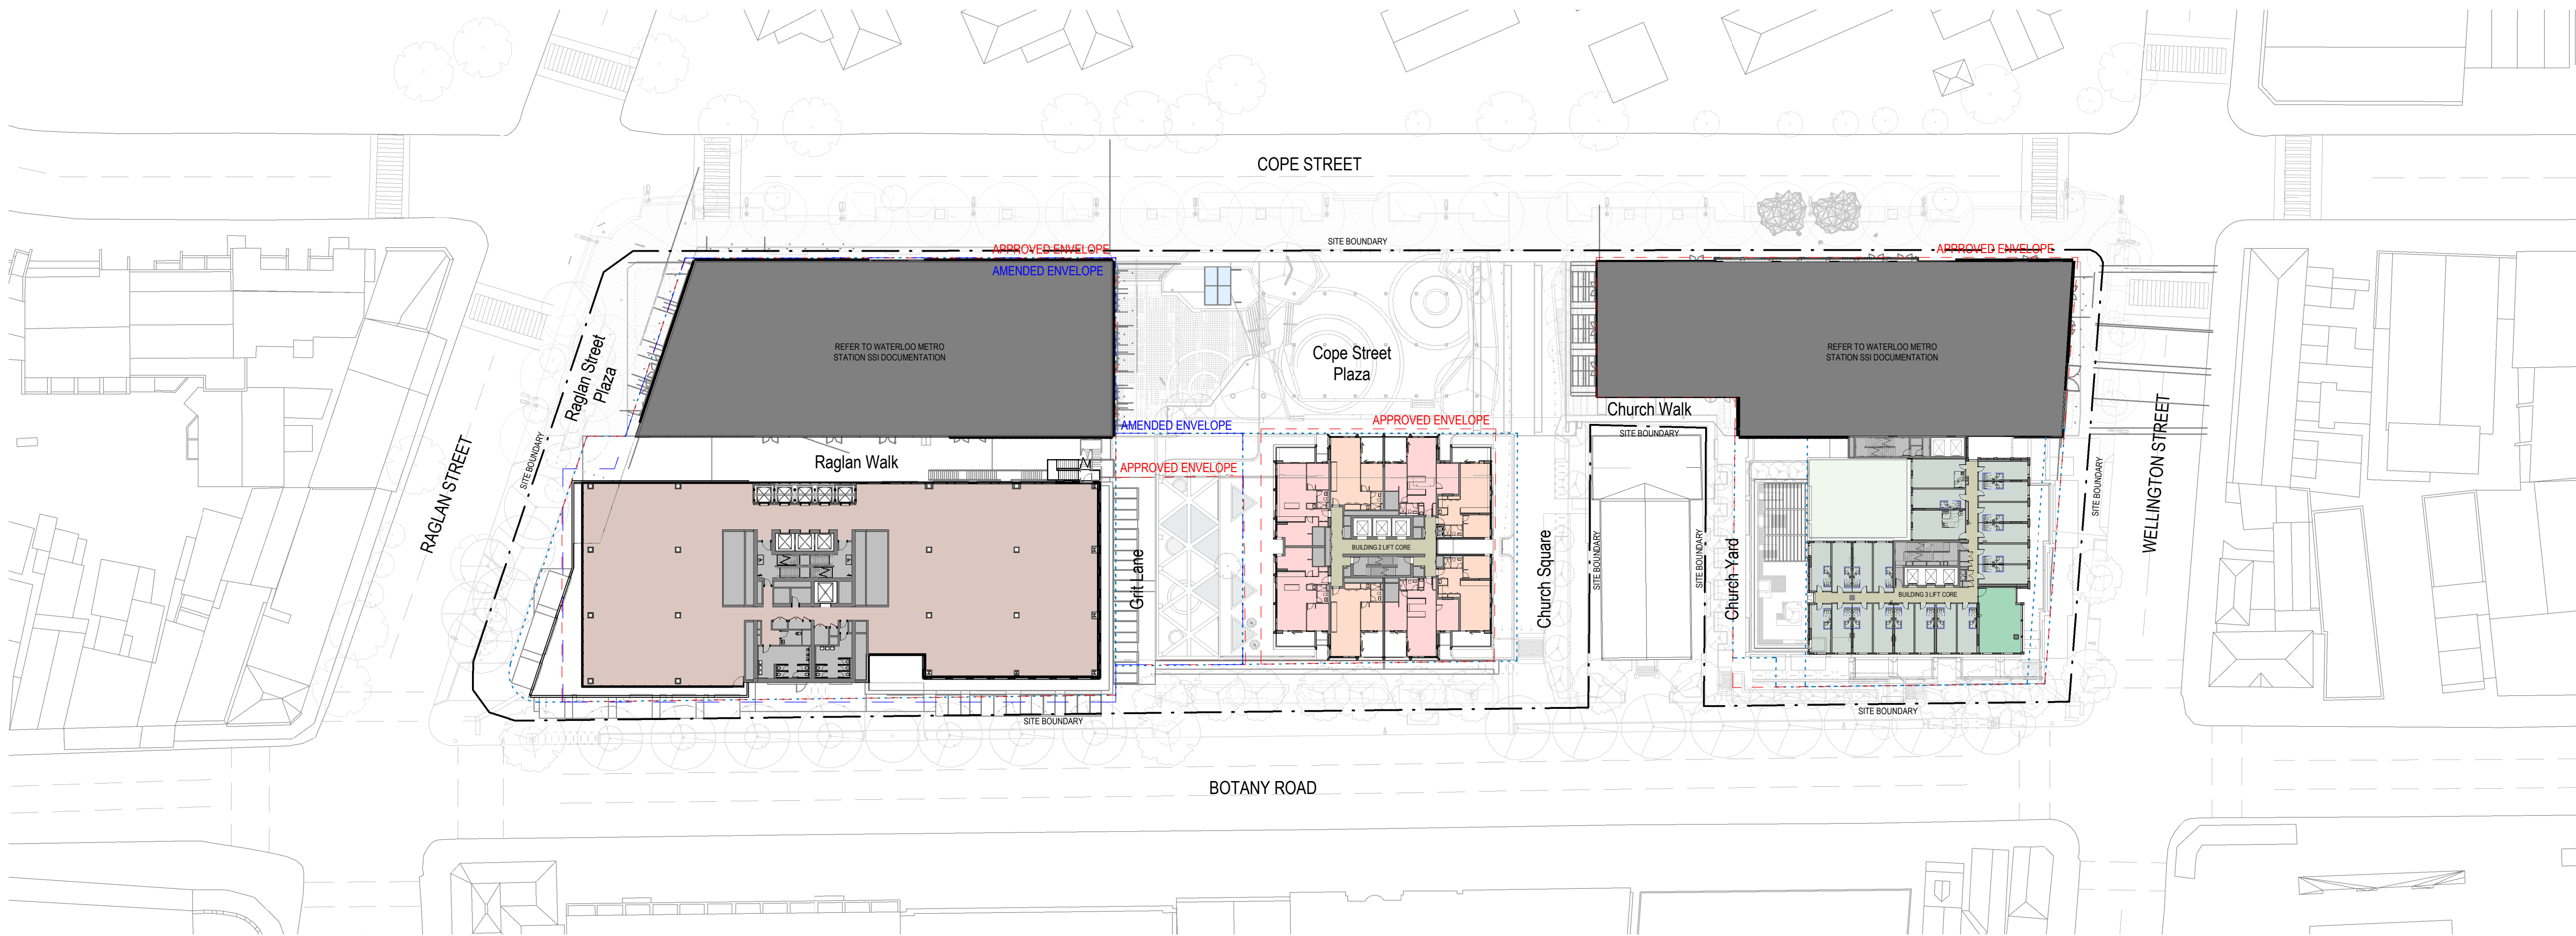 COPE STREET
APPROVED ENVELOPE
SITE BOUNDARY
APPROVED ENVELOPE
AMENDED ENVELOPE
REFER TO WATERLOO METRO
STATION SSI DOCUMENTATION
REFER TO WATERLOO METRO
STATION SSI DOCUMENTATION
Raglan Street
Plaza
Cope Street
Plaza
Church Walk
APPROVED ENVELOPE
AMENDED ENVELOPE
SITE BOUNDARY
SITE BOUNDARY
Raglan Walk
APPROVED ENVELOPE
RAGLAN STREET
WELLINGTON STREET
SITE BOUNDARY
BUILDING 2 LIFT CORE
Grit Lane
Church Square
SITE BOUNDARY
SITE BOUNDARY
Church Yard
BUILDING 3 LIFT CORE
SITE BOUNDARY
SITE BOUNDARY
BOTANY ROAD